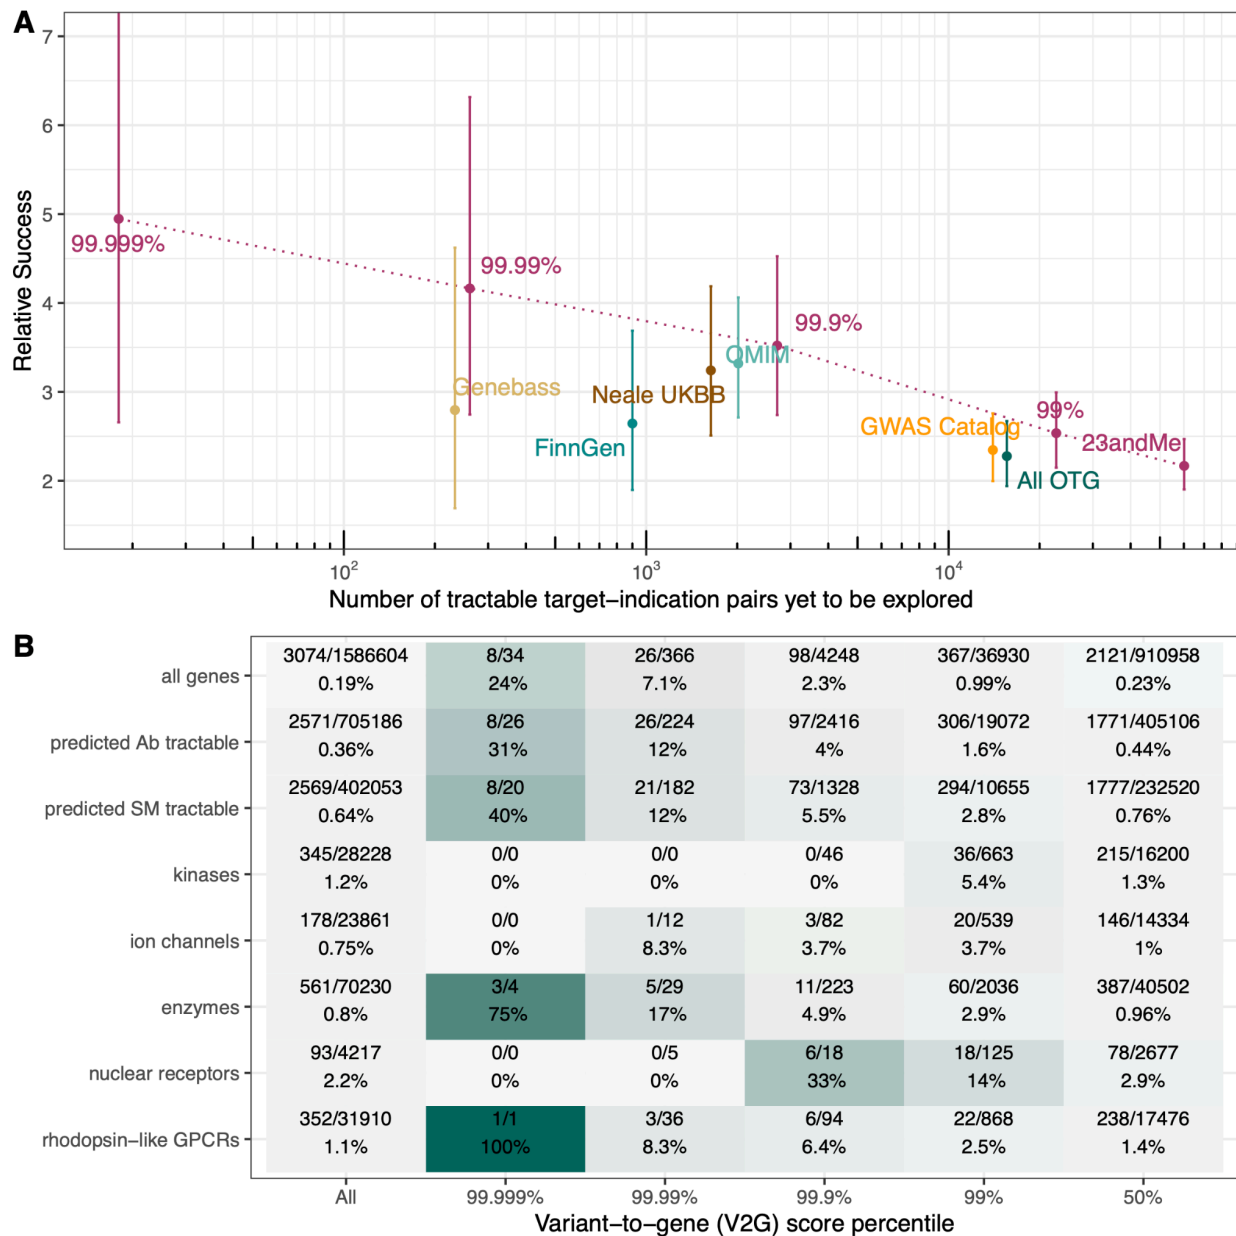 A
7
6
5
4
3
2
Relative Success
99.999%
99.99%
99.9%
99%
Genebass
FinnGen
Neale UKBB
OMIM
GWAS Catalog
All OTG
23andMe
10² 10³ 10⁴
Number of tractable target−indication pairs yet to be explored
B
all genes 3074/1586604 8/34 26/366 98/4248 367/36930 2121/910958
0.19% 24% 7.1% 2.3% 0.99% 0.23%
predicted Ab tractable 2571/705186 8/26 26/224 97/2416 306/19072 1771/405106
0.36% 31% 12% 4% 1.6% 0.44%
predicted SM tractable 2569/402053 8/20 21/182 73/1328 294/10655 1777/232520
0.64% 40% 12% 5.5% 2.8% 0.76%
kinases 345/28228 0/0 0/0 0/46 36/663 215/16200
1.2% 0% 0% 0% 5.4% 1.3%
ion channels 178/23861 0/0 1/12 3/82 20/539 146/14334
0.75% 0% 8.3% 3.7% 3.7% 1%
enzymes 561/70230 3/4 5/29 11/223 60/2036 387/40502
0.8% 75% 17% 4.9% 2.9% 0.96%
nuclear receptors 93/4217 0/0 0/5 6/18 18/125 78/2677
2.2% 0% 0% 33% 14% 2.9%
rhodopsin−like GPCRs 352/31910 1/1 3/36 6/94 22/868 238/17476
1.1% 100% 8.3% 6.4% 2.5% 1.4%
All 99.999% 99.99% 99.9% 99% 50%
Variant−to−gene (V2G) score percentile